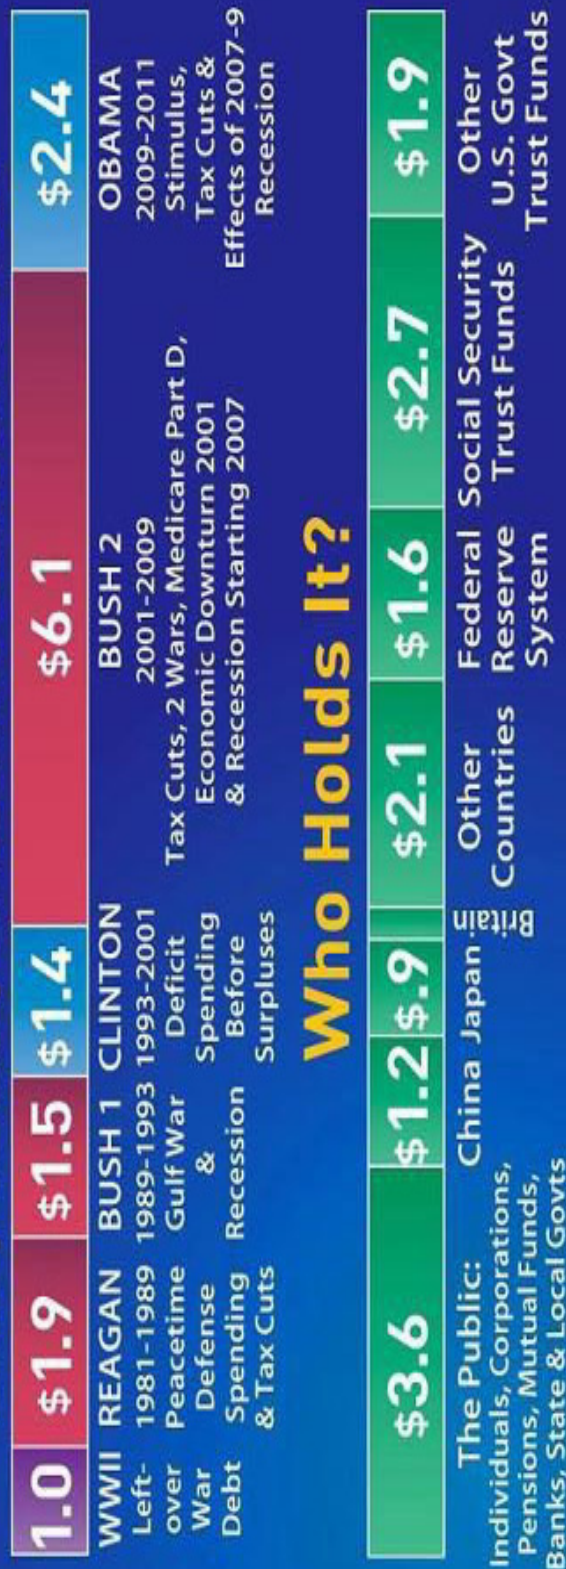 1.0 $1.9 $1.5 $1.4 $6.1 $2.4
WWII
Left-
over
War
Debt
REAGAN
1981-1989
Peacetime
Defense
Spending
& Tax Cuts
BUSH 1
1989-1993
Gulf War
&
Recession
CLINTON
1993-2001
Deficit
Spending
Before
Surpluses
BUSH 2
2001-2009
Tax Cuts, 2 Wars, Medicare Part D,
Economic Downturn 2001
& Recession Starting 2007
OBAMA
2009-2011
Stimulus,
Tax Cuts &
Effects of 2007-9
Recession
Who Holds It?
$3.6 $1.2 $.9 $2.1 $1.6 $2.7 $1.9
The Public:
Individuals, Corporations,
Pensions, Mutual Funds,
Banks, State & Local Govts
China
Japan
Britain
Other
Countries
Federal
Reserve
System
Social Security
Trust Funds
Other
U.S. Govt
Trust Funds